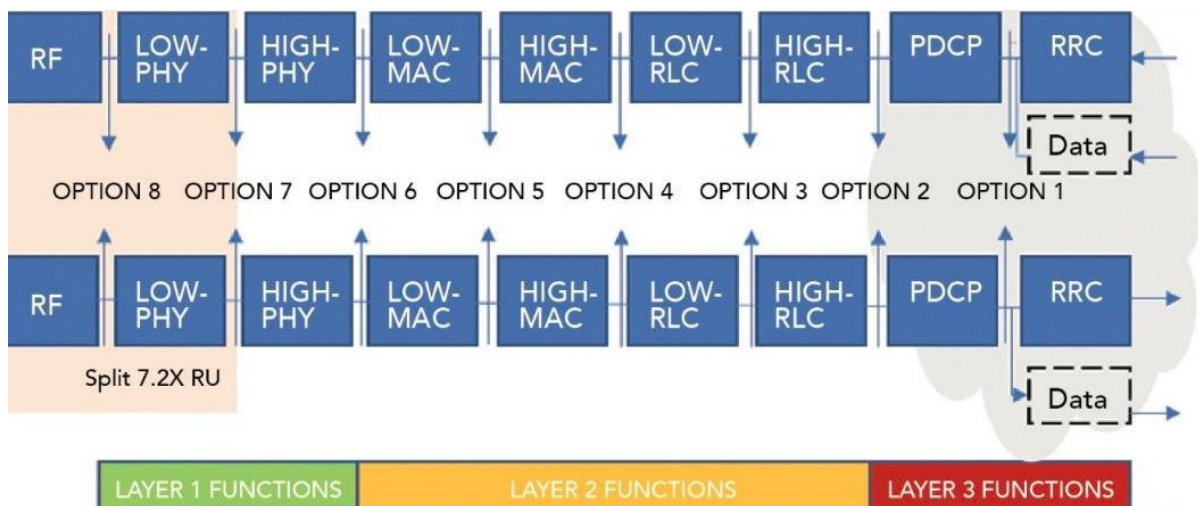 RF LOW- HIGH- LOW- HIGH- LOW- HIGH- PDCP RRC
PHY PHY MAC MAC RLC RLC
Data
OPTION 8 OPTION 7 OPTION 6 OPTION 5 OPTION 4 OPTION 3 OPTION 2 OPTION 1
RF LOW- HIGH- LOW- HIGH- LOW- HIGH- PDCP RRC
PHY PHY MAC MAC RLC RLC
Split 7.2X RU
Data
LAYER 1 FUNCTIONS LAYER 2 FUNCTIONS LAYER 3 FUNCTIONS